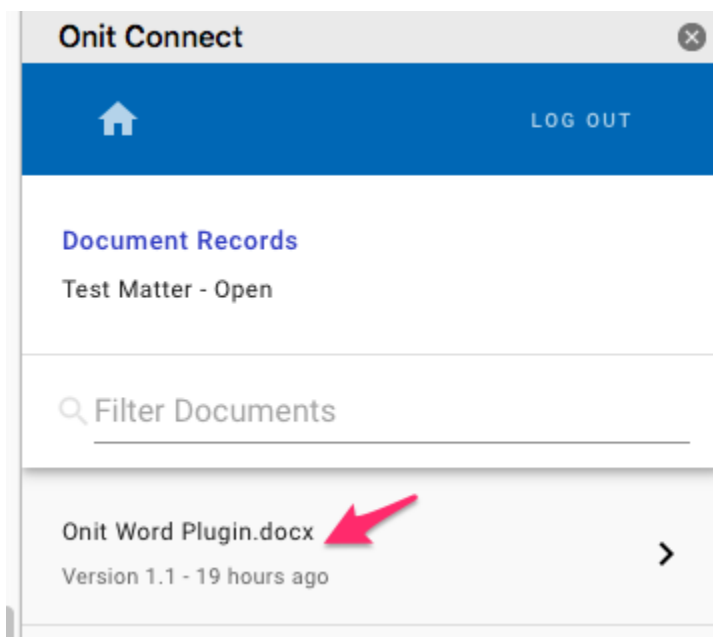 Onit Connect
LOG OUT
Document Records
Test Matter - Open
Filter Documents
Onit Word Plugin.docx
Version 1.1 - 19 hours ago